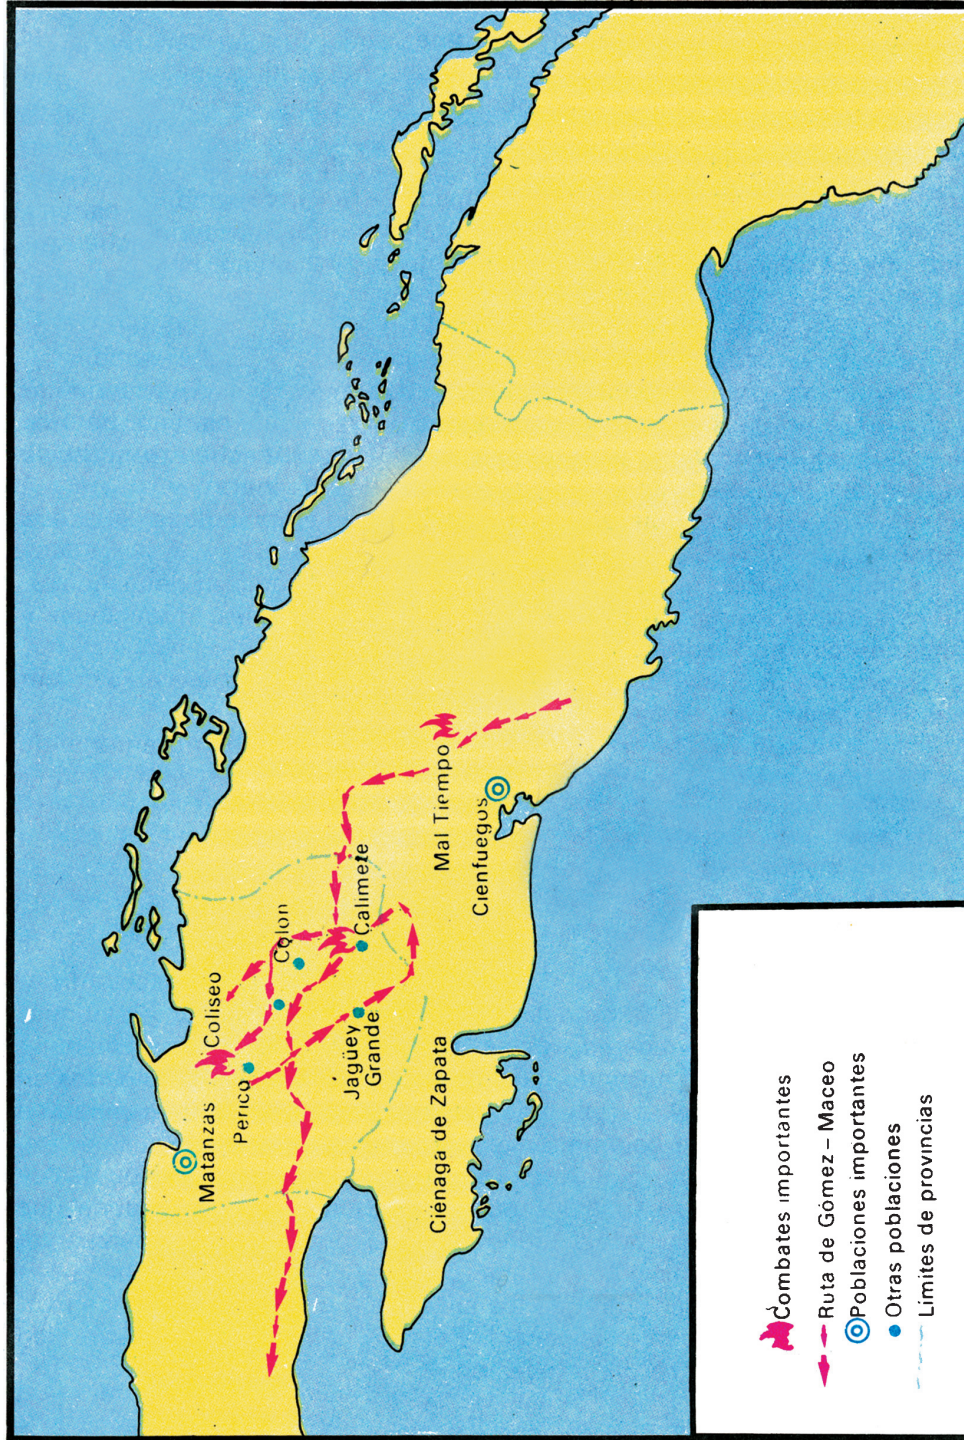 Matanzas
Coliseo
Perico
Colon
Calimete
Jagüey
Grande
Mal Tiempo
Cienfuegos
Ciénaga de Zapata
Combates importantes
Ruta de Gómez – Maceo
Poblaciones importantes
Otras poblaciones
Límites de provincias